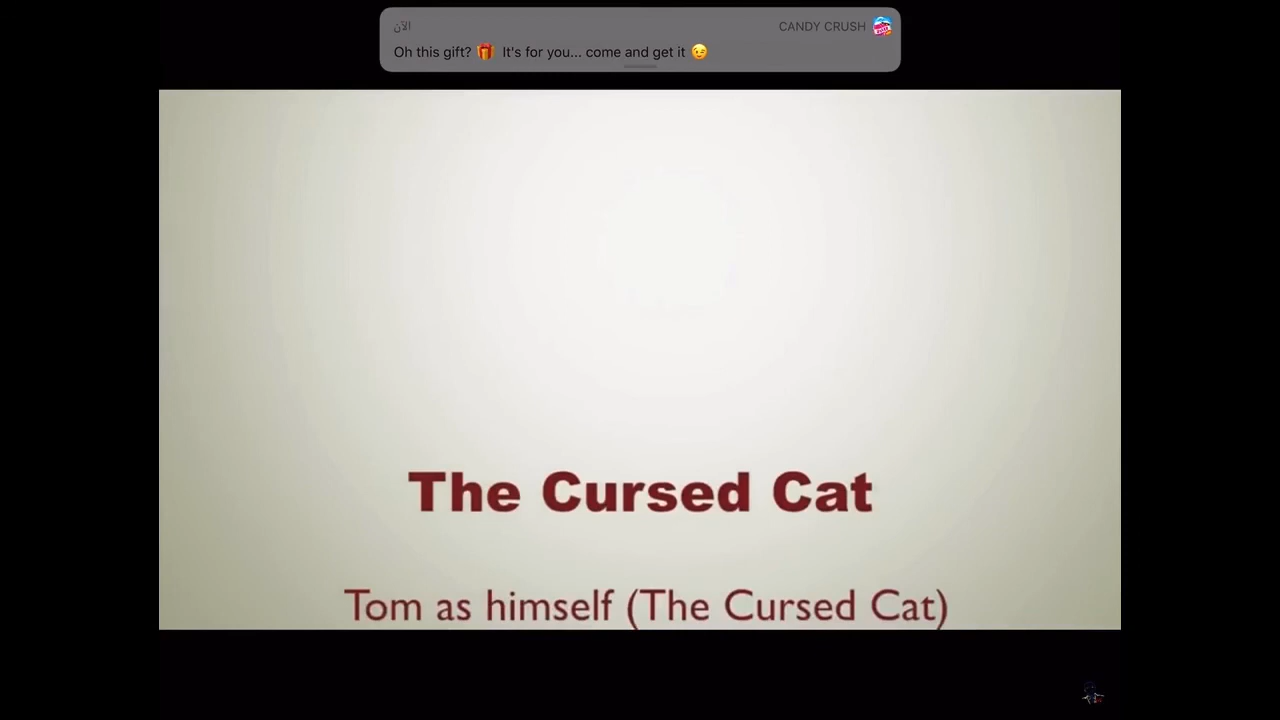 الآن
CANDY CRUSH
Oh this gift? 🎁 It's for you... come and get it 😉
The Cursed Cat
Tom as himself (The Cursed Cat)